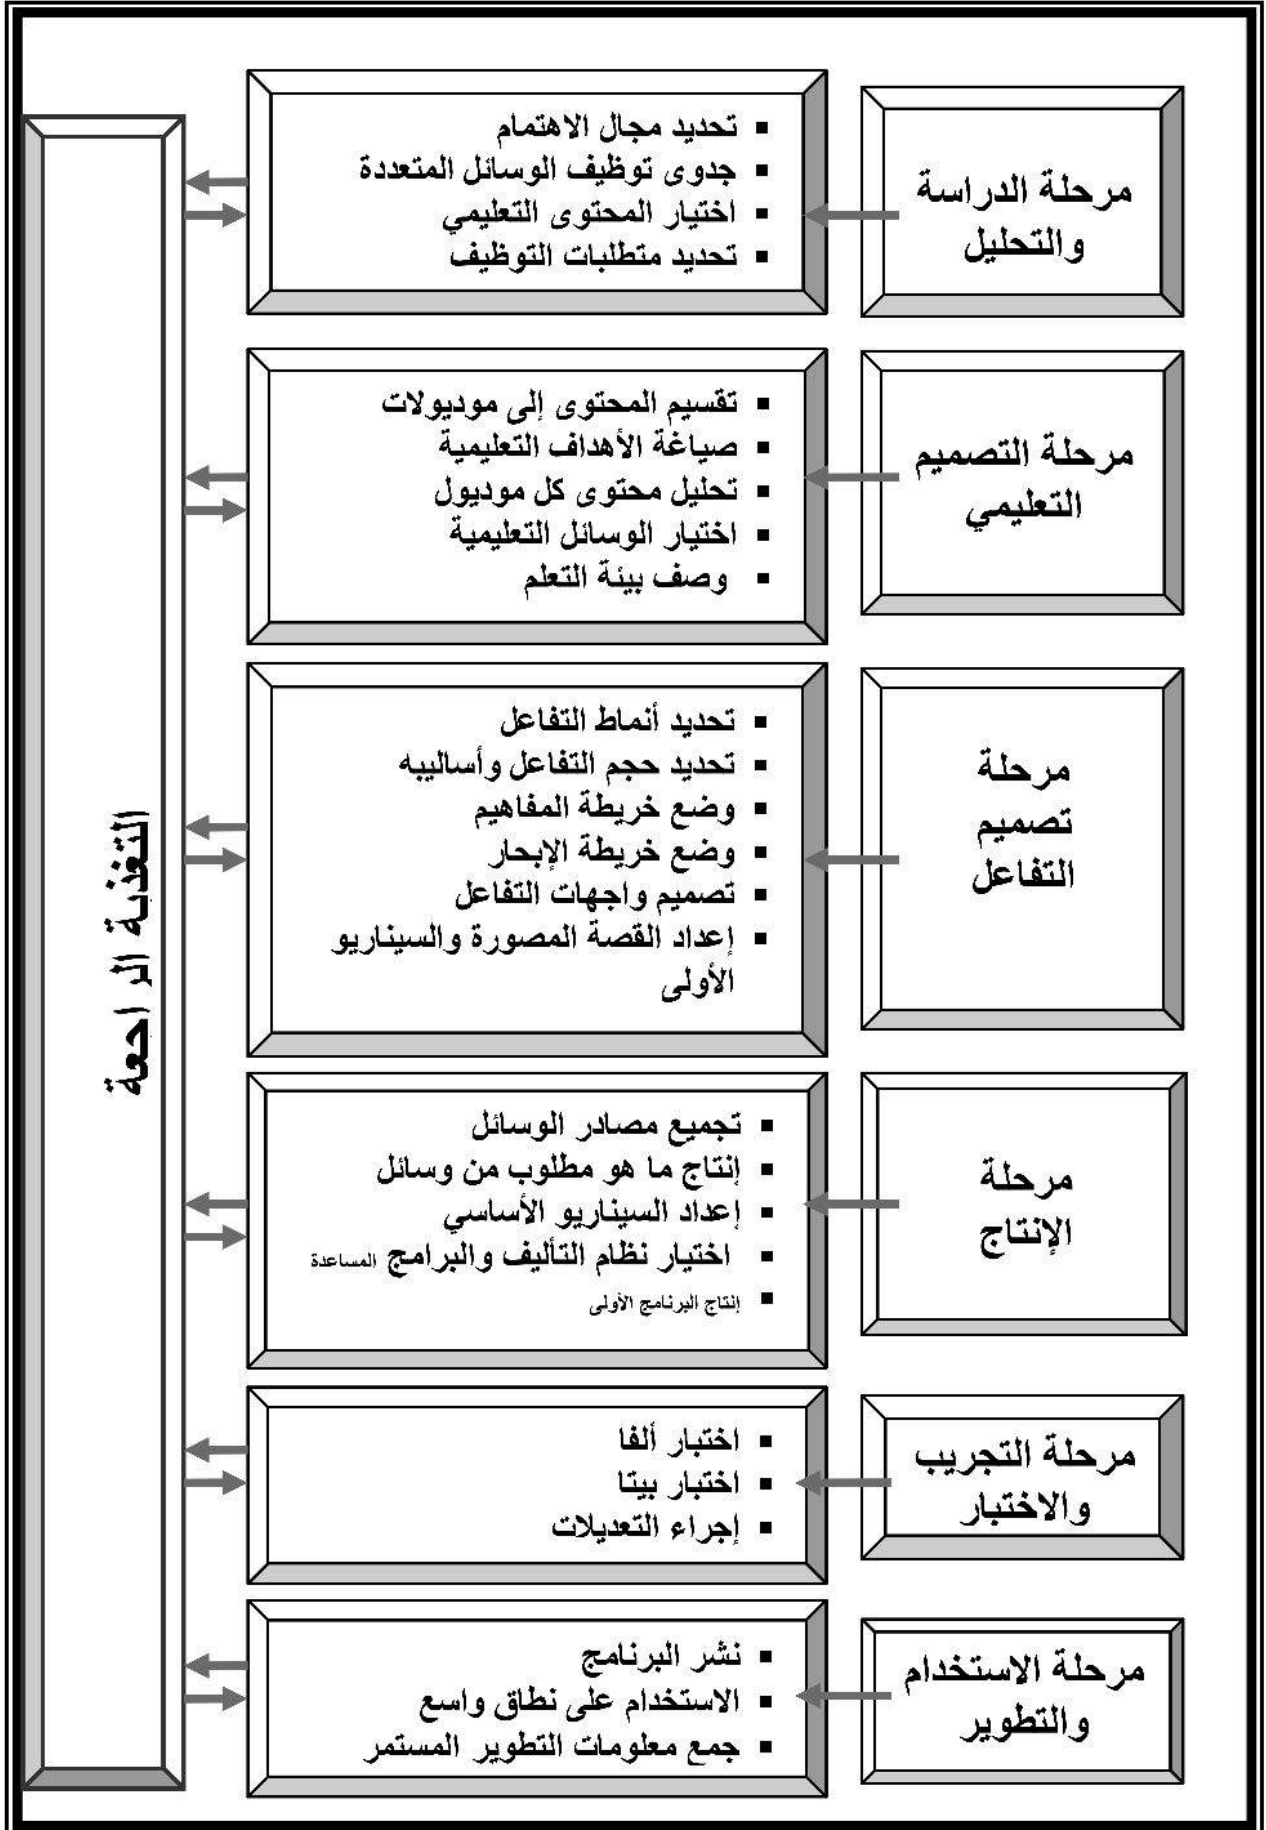 مرحلة الدراسة
والتحليل
▪ تحديد مجال الاهتمام
▪ جدوى توظيف الوسائل المتعددة
▪ اختيار المحتوى التعليمي
▪ تحديد متطلبات التوظيف
مرحلة التصميم
التعليمي
▪ تقسيم المحتوى إلى موديولات
▪ صياغة الأهداف التعليمية
▪ تحليل محتوى كل موديول
▪ اختيار الوسائل التعليمية
▪ وصف بيئة التعلم
مرحلة
تصميم
التفاعل
▪ تحديد أنماط التفاعل
▪ تحديد حجم التفاعل وأساليبه
▪ وضع خريطة المفاهيم
▪ وضع خريطة الإبحار
▪ تصميم واجهات التفاعل
▪ إعداد القصة المصورة والسيناريو
الأولى
مرحلة
الإنتاج
▪ تجميع مصادر الوسائل
▪ إنتاج ما هو مطلوب من وسائل
▪ إعداد السيناريو الأساسي
▪ اختيار نظام التأليف والبرامج المساعدة
▪ إنتاج البرنامج الأولى
مرحلة التجريب
والاختبار
▪ اختبار ألفا
▪ اختبار بيتا
▪ إجراء التعديلات
مرحلة الاستخدام
والتطوير
▪ نشر البرنامج
▪ الاستخدام على نطاق واسع
▪ جمع معلومات التطوير المستمر
التغذية الراجعة